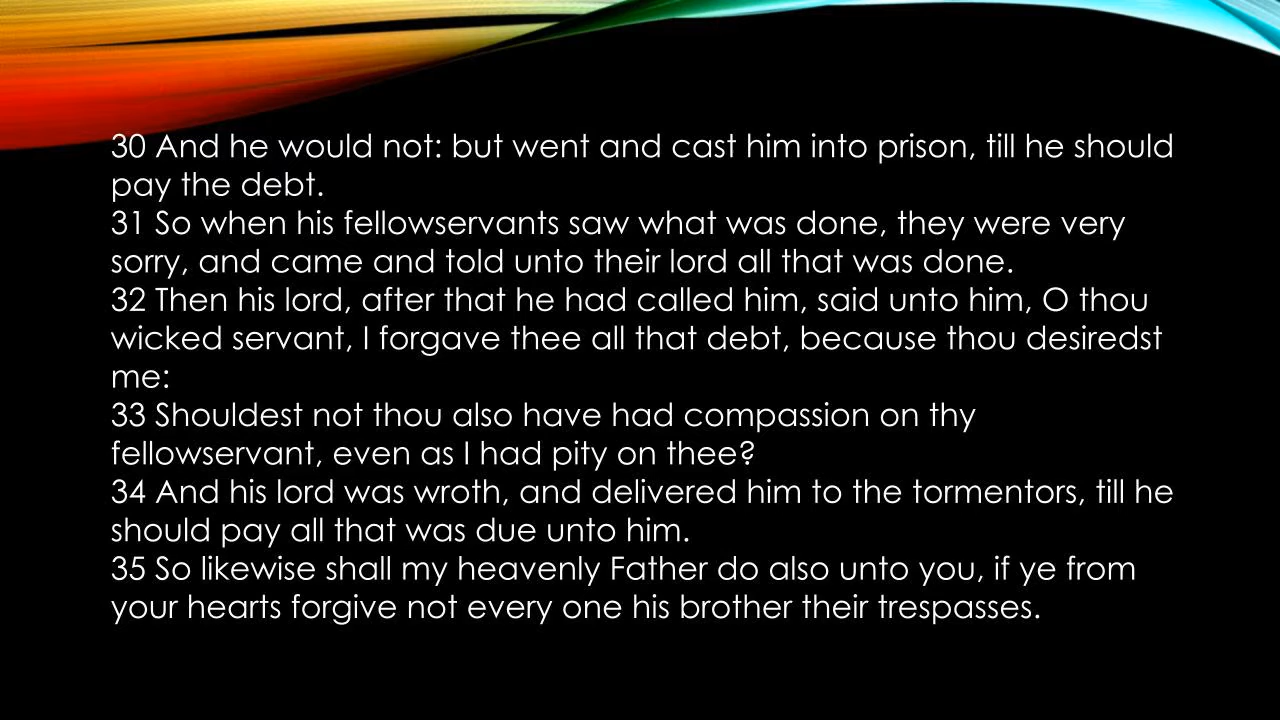 30 And he would not: but went and cast him into prison, till he should
pay the debt.
31 So when his fellowservants saw what was done, they were very
sorry, and came and told unto their lord all that was done.
32 Then his lord, after that he had called him, said unto him, O thou
wicked servant, I forgave thee all that debt, because thou desiredst
me:
33 Shouldest not thou also have had compassion on thy
fellowservant, even as I had pity on thee?
34 And his lord was wroth, and delivered him to the tormentors, till he
should pay all that was due unto him.
35 So likewise shall my heavenly Father do also unto you, if ye from
your hearts forgive not every one his brother their trespasses.